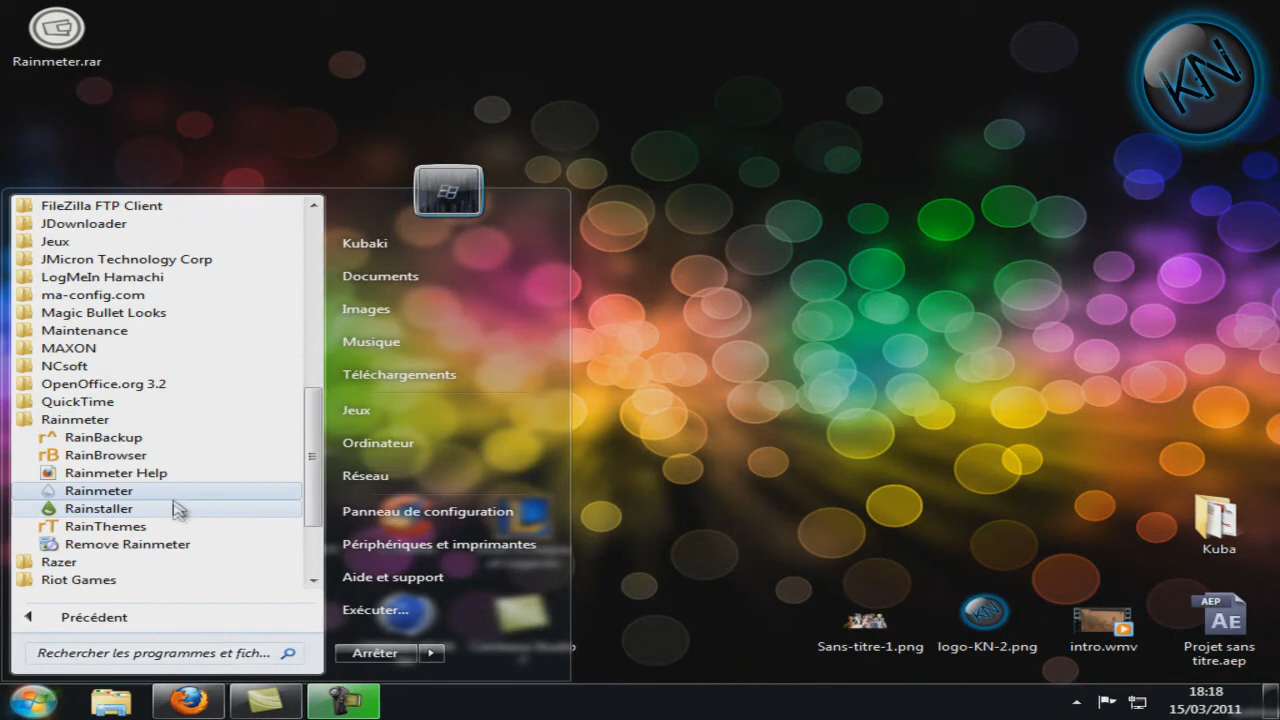 Rainmeter.rar
KN
FileZilla FTP Client
JDownloader
Jeux
JMicron Technology Corp
LogMeIn Hamachi
ma-config.com
Magic Bullet Looks
Maintenance
MAXON
NCsoft
OpenOffice.org 3.2
QuickTime
Rainmeter
RainBackup
RainBrowser
Rainmeter Help
Rainmeter
Rainstaller
RainThemes
Remove Rainmeter
Razer
Riot Games
Précédent
Rechercher les programmes et fich...
Kubaki
Documents
Images
Musique
Téléchargements
Jeux
Ordinateur
Réseau
Panneau de configuration
Périphériques et imprimantes
Aide et support
Exécuter...
Arrêter
Kuba
Sans-titre-1.png
logo-KN-2.png
intro.wmv
AEP
Ae
Projet sans
titre.aep
18:18
15/03/2011